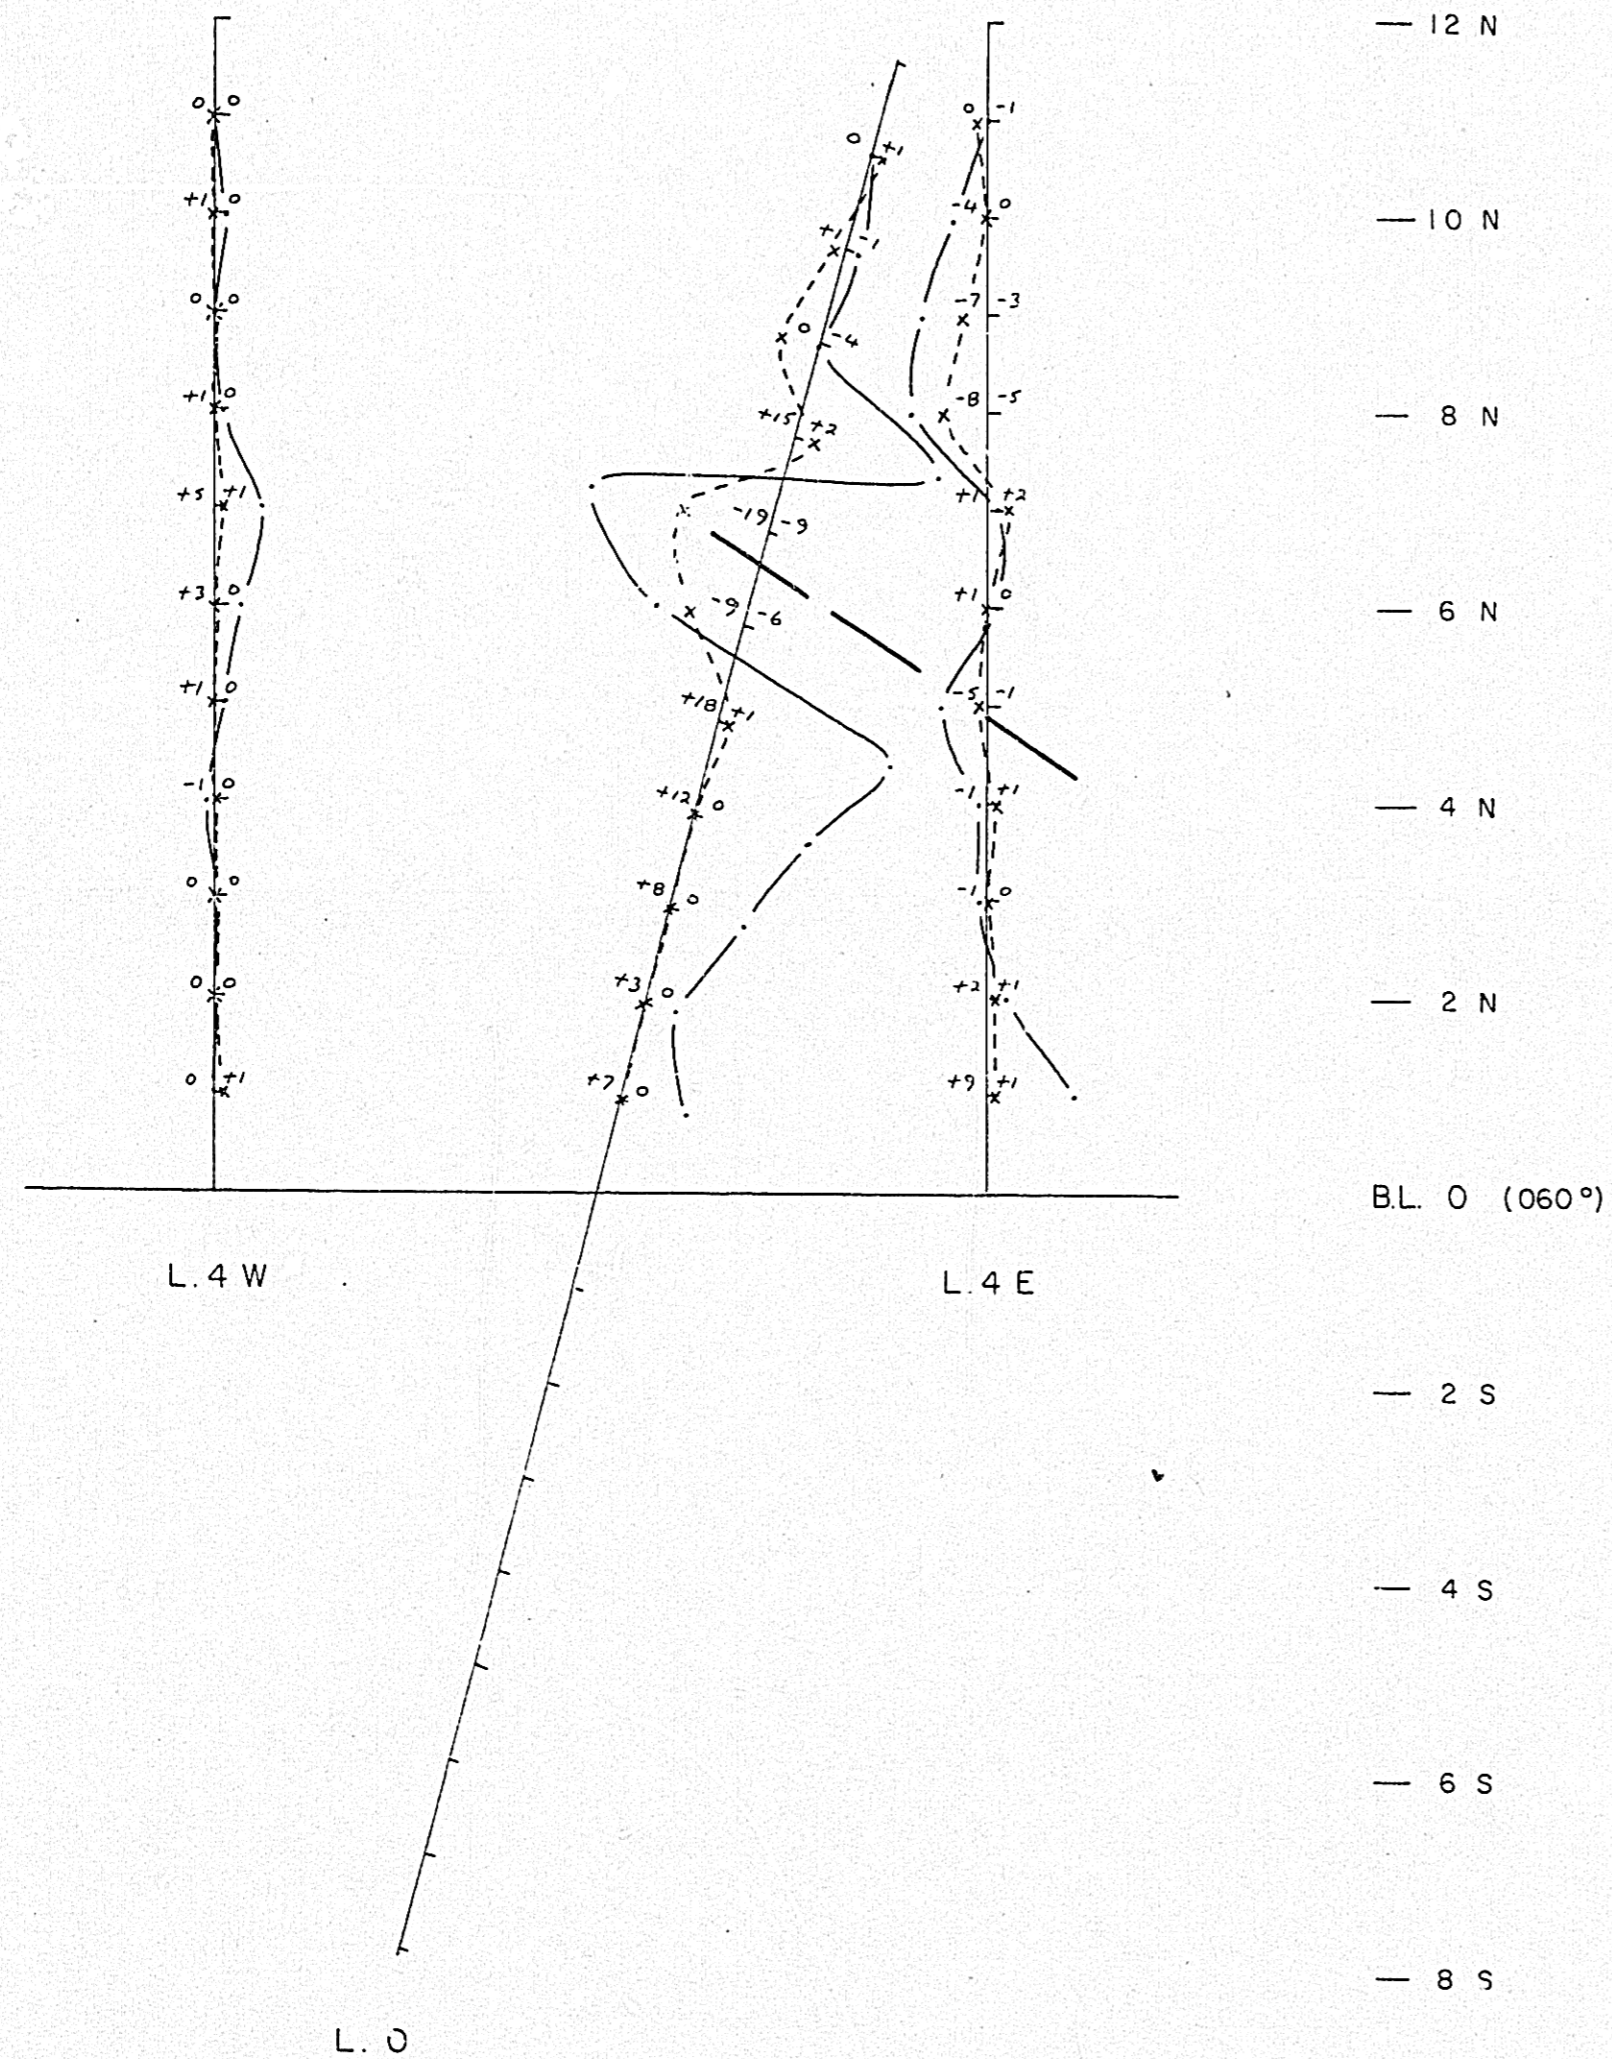 12 N
0 0
0 -1
0 +1
+1 0
-4 0
10 N
+1 -1
0 0
-7 -3
0 -4
+1 0
-8 -5
8 N
+15 +2
+5 +1
+1 +2
-19 -9
+3 0
-9 -6
+1 0
6 N
+1 0
+18 +1
-5 -1
-1 0
+12 0
-1 +1
4 N
0 0
+8 0
-1 0
0 0
+3 0
+2 +1
2 N
0 +1
+7 0
+9 +1
B.L. 0 (060°)
L. 4 W
L. 4 E
2 S
4 S
6 S
8 S
L. 0